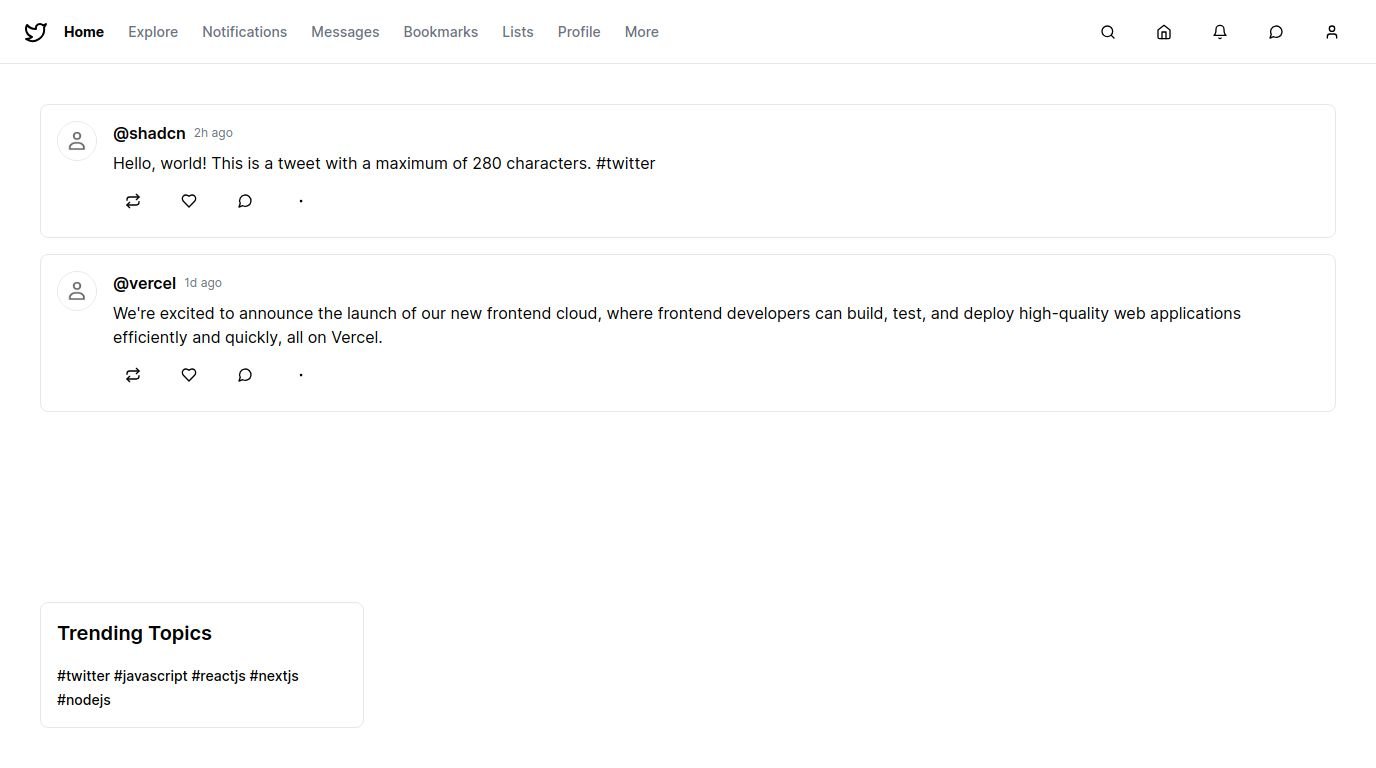 Home Explore Notifications Messages Bookmarks Lists Profile More
@shadcn 2h ago
Hello, world! This is a tweet with a maximum of 280 characters. #twitter
@vercel 1d ago
We're excited to announce the launch of our new frontend cloud, where frontend developers can build, test, and deploy high-quality web applications
efficiently and quickly, all on Vercel.
Trending Topics
#twitter #javascript #reactjs #nextjs
#nodejs